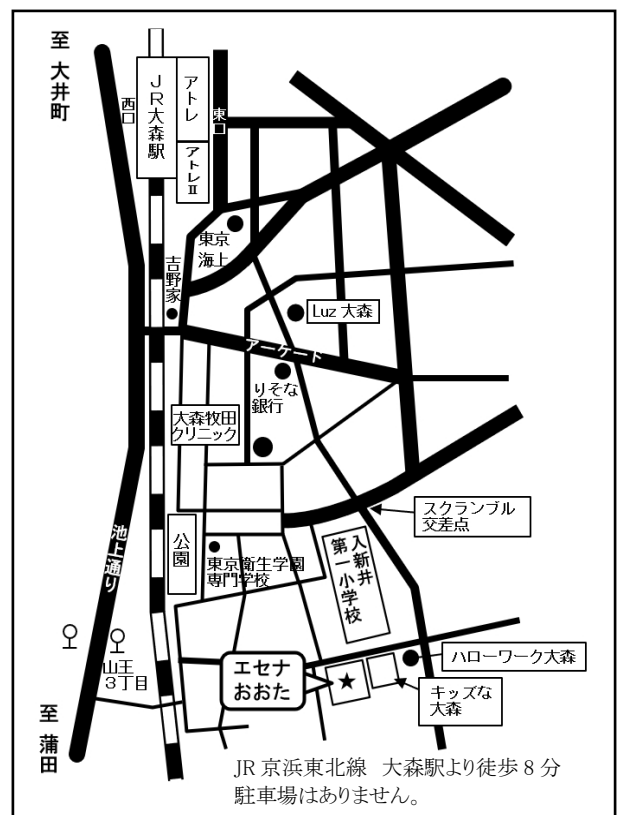 至 大井町
西口
JR大森駅
アトレ
アトレⅡ
東口
東京
海上
吉野家
Luz 大森
アーケード
りそな
銀行
大森牧田
クリニック
スクランブル
交差点
公園
東京衛生学園
専門学校
入新井
第一小学校
池上通り
山王
3丁目
エセナ
おおた
★
ハローワーク大森
キッズな
大森
至 蒲田
JR 京浜東北線 大森駅より徒歩 8 分
駐車場はありません。